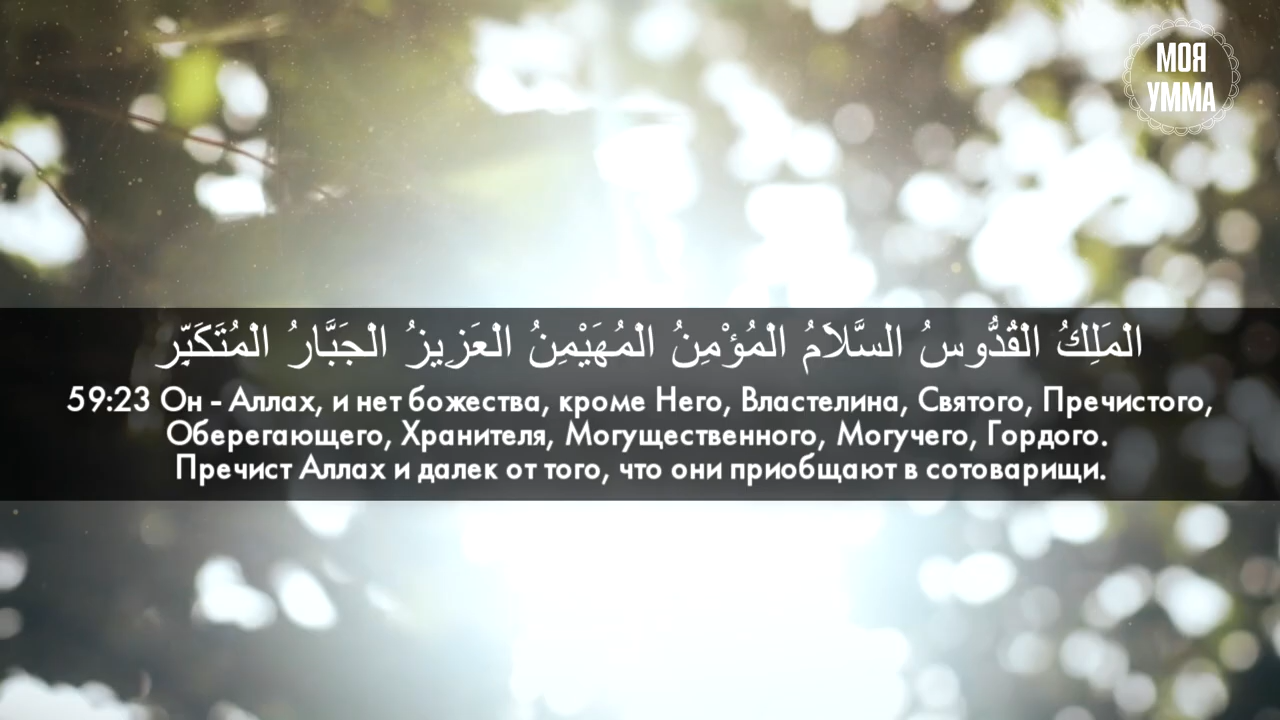 МОЯ
УММА
الْمَلِكُ الْقُدُّوسُ السَّلَامُ الْمُؤْمِنُ الْمُهَيْمِنُ الْعَزِيزُ الْجَبَّارُ الْمُتَكَبِّر
59:23 Он - Аллах, и нет божества, кроме Него, Властелина, Святого, Пречистого,
Оберегающего, Хранителя, Могущественного, Могучего, Гордого.
Пречист Аллах и далек от того, что они приобщают в сотоварищи.